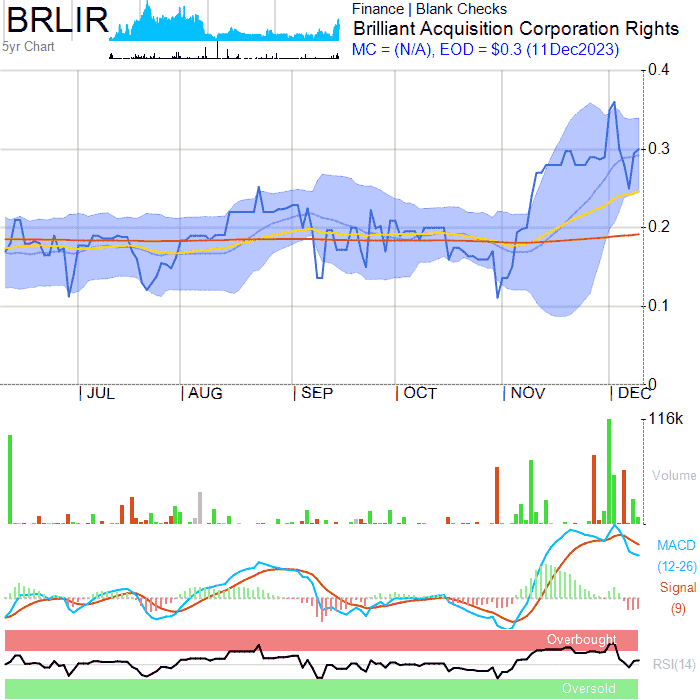 BRLIR
5yr Chart
Finance | Blank Checks
Brilliant Acquisition Corporation Rights
MC = (N/A), EOD = $0.3 (11Dec2023)
0.4
0.3
0.2
0.1
0
| JUL | AUG | SEP | OCT | NOV | DEC
116k
Volume
MACD
(12-26)
Signal
(9)
Overbought
RSI(14)
Oversold